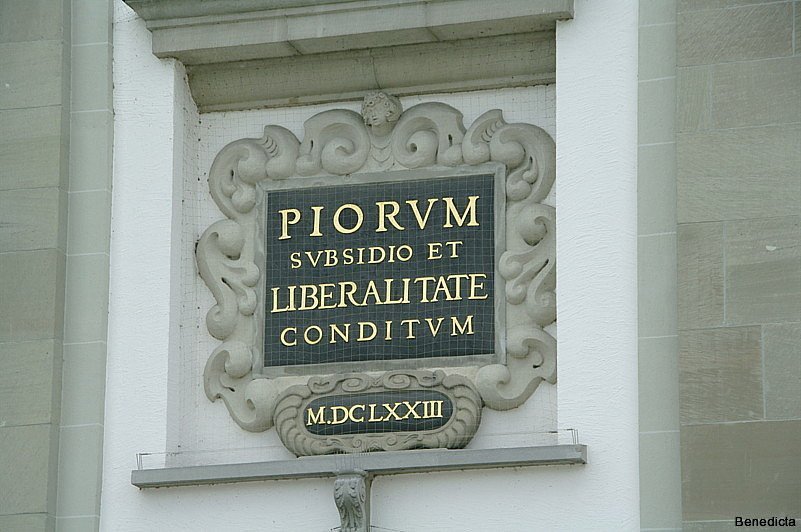 PIORVM
SVBSIDIO ET
LIBERALITATE
CONDITVM
M.DCLXXIII
Benedicta